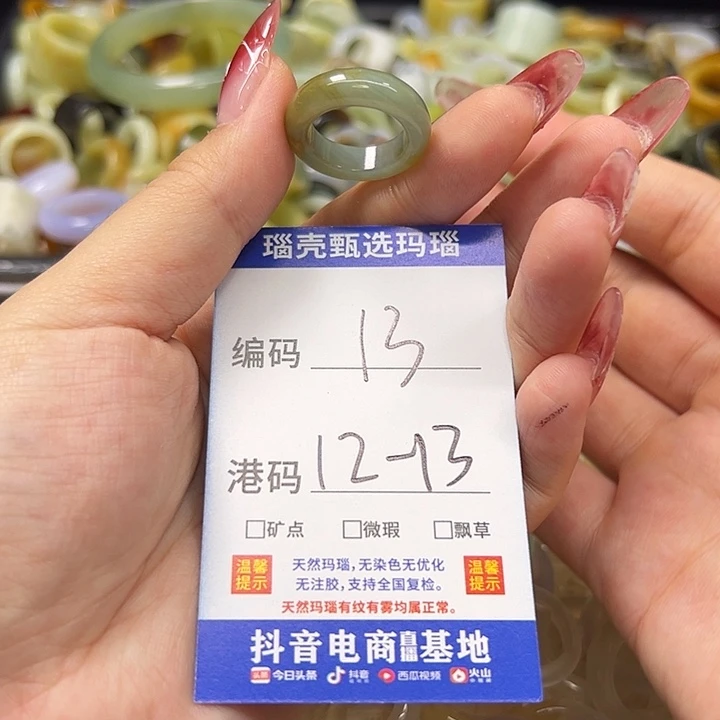 瑙壳甄选玛瑙
编码 13
港码 12-13
矿点 微瑕 飘草
温馨提示
天然玛瑙，无染色无优化
无注胶，支持全国复检。
温馨提示
天然玛瑙有纹有雾均属正常。
抖音电商直播基地
头条 今日头条 抖音 西瓜视频 火山